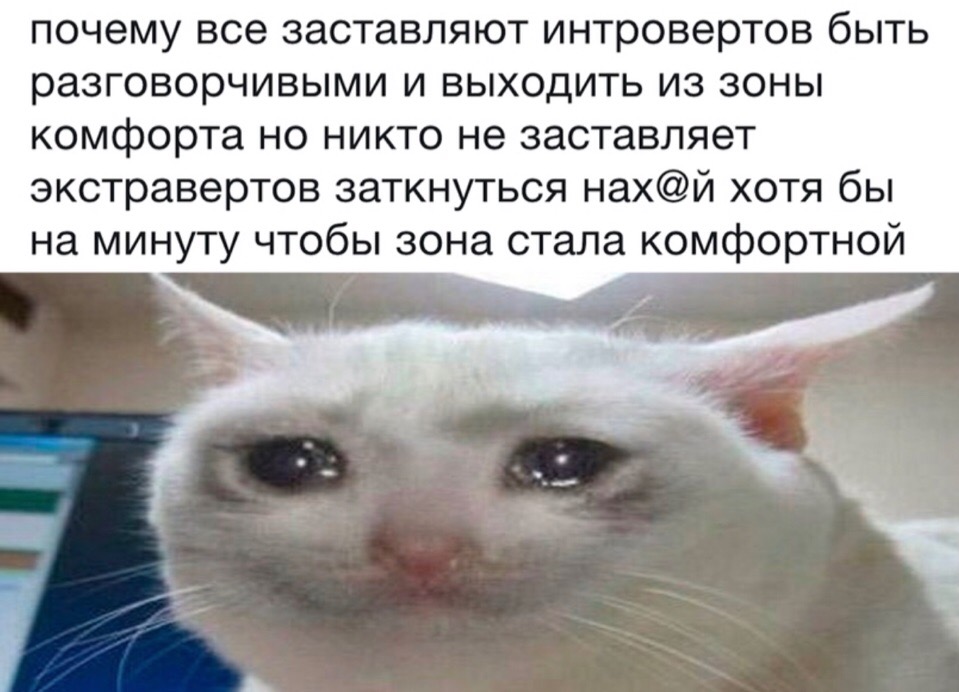 почему все заставляют интровертов быть
разговорчивыми и выходить из зоны
комфорта но никто не заставляет
экстравертов заткнуться нах@й хотя бы
на минуту чтобы зона стала комфортной